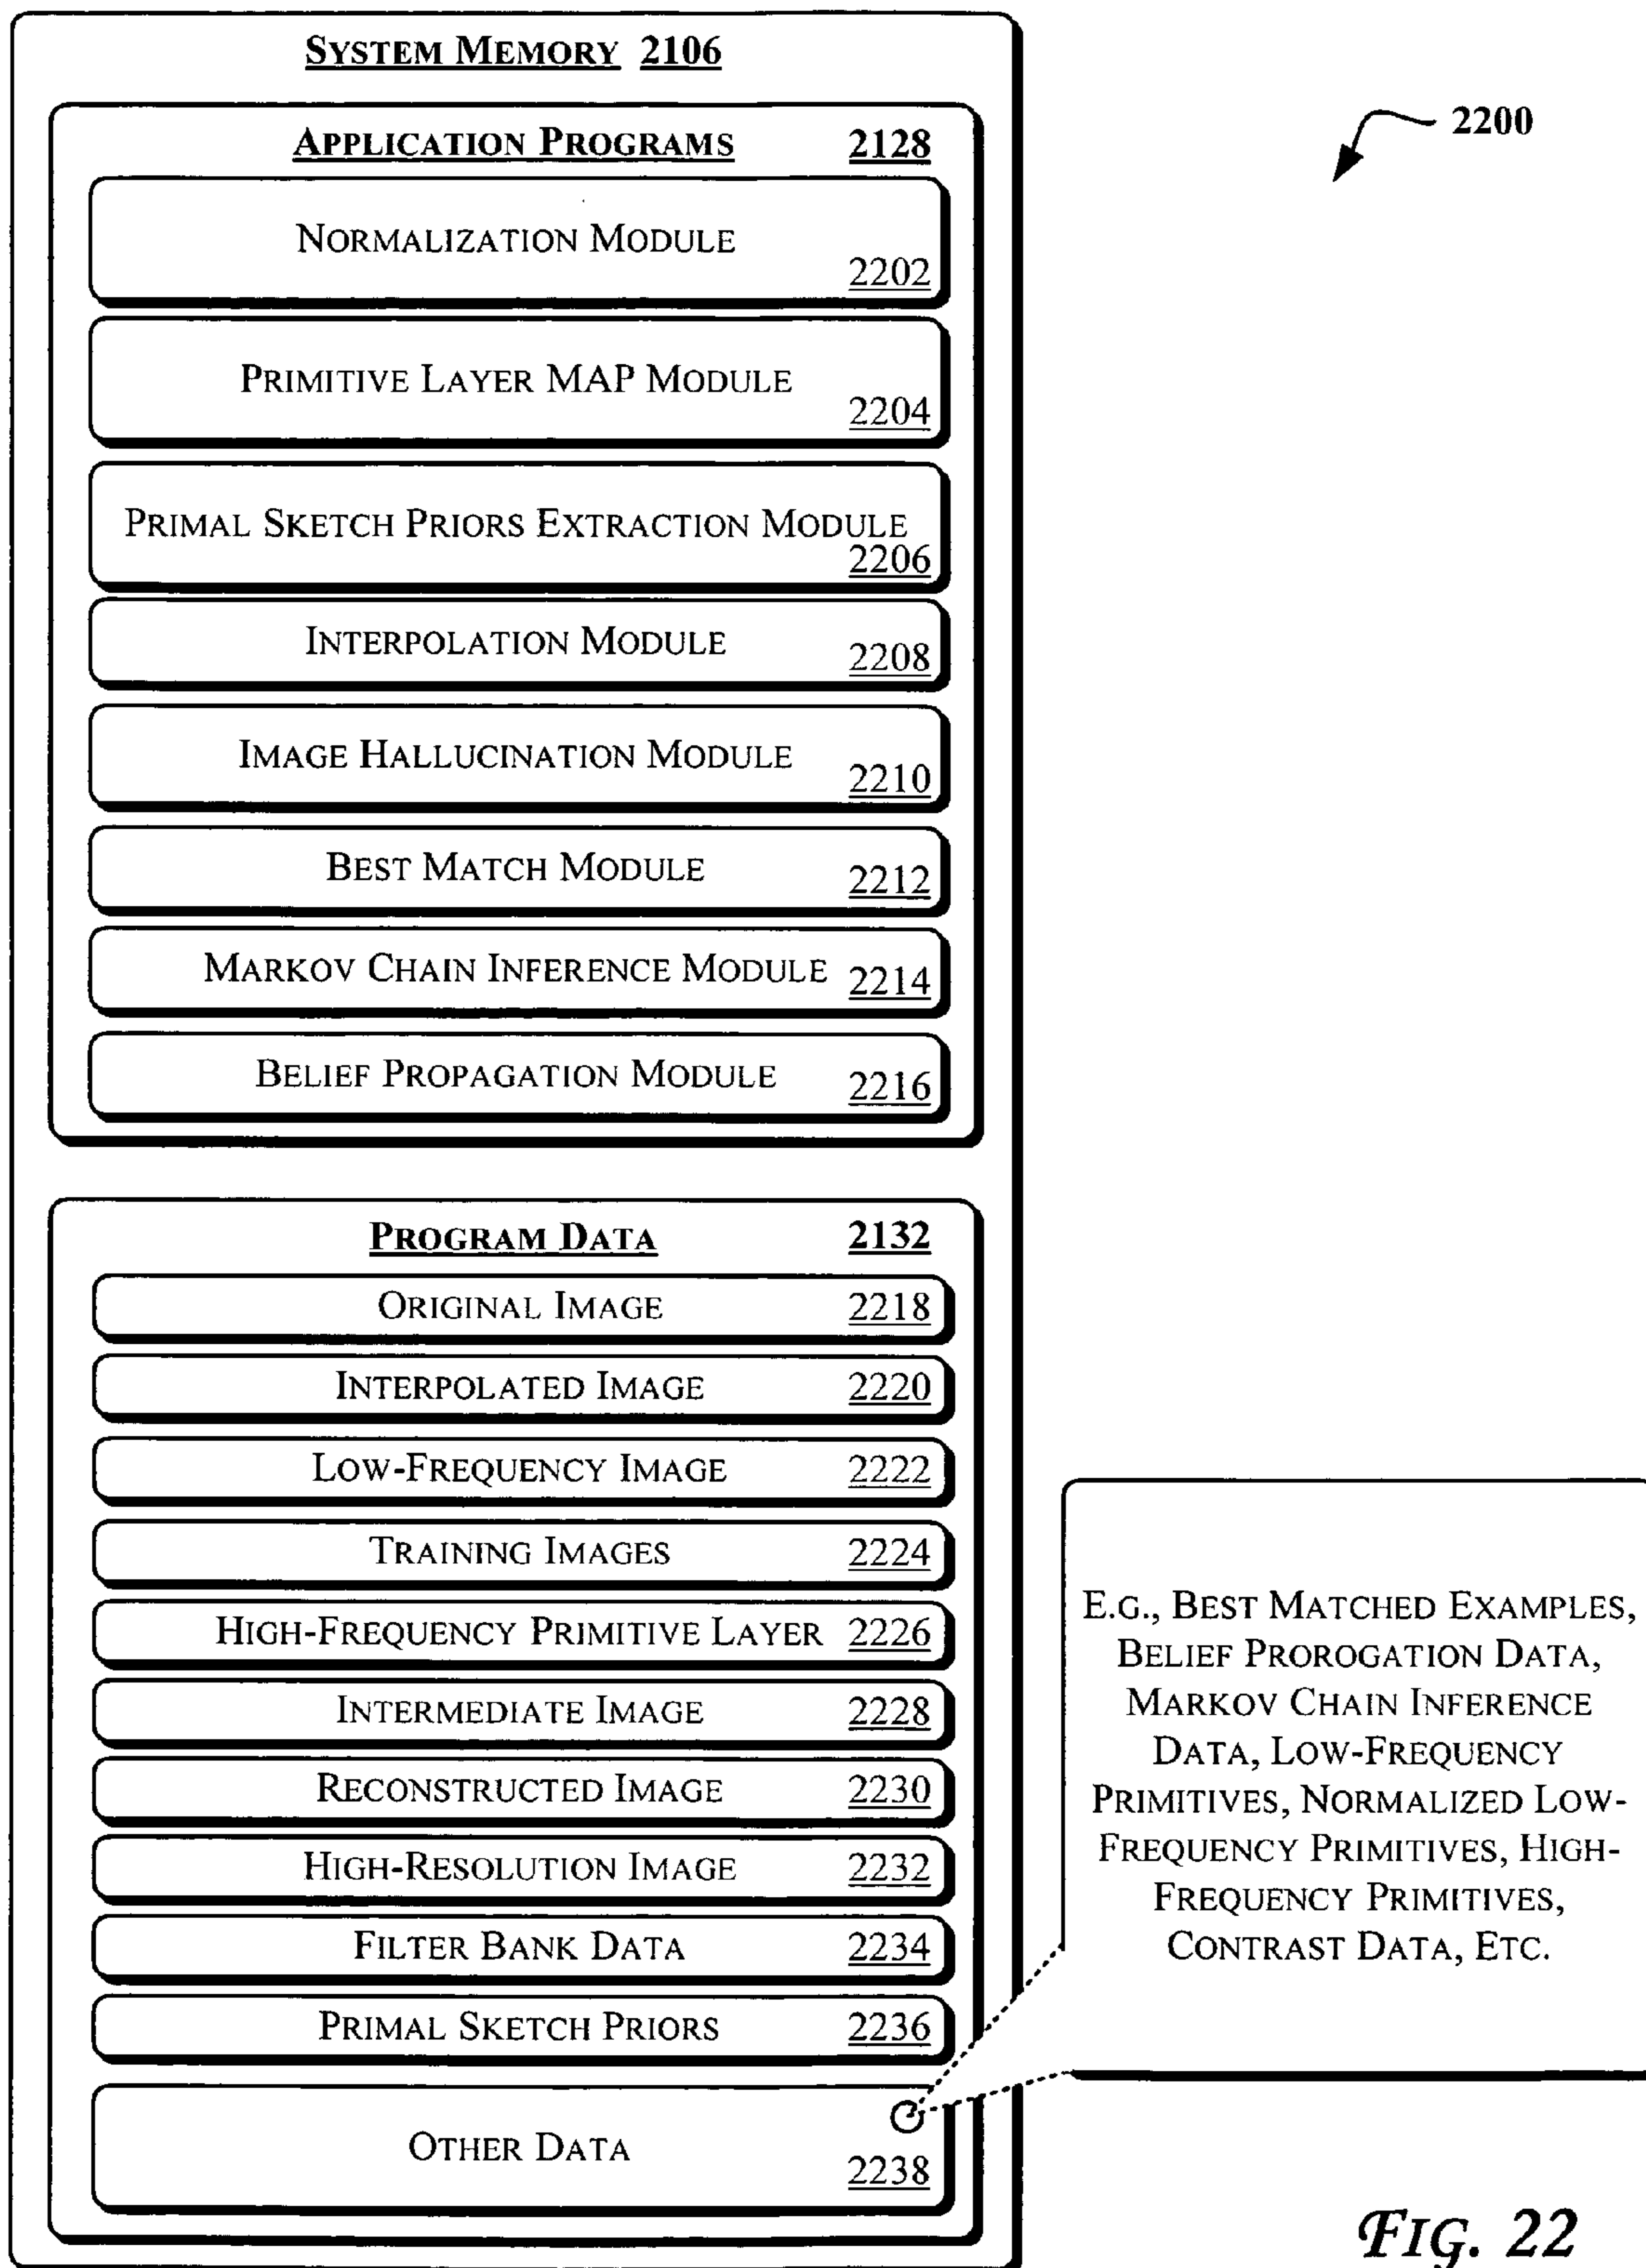 SYSTEM MEMORY 2106
2200
APPLICATION PROGRAMS 2128
NORMALIZATION MODULE
2202
PRIMITIVE LAYER MAP MODULE
2204
PRIMAL SKETCH PRIORS EXTRACTION MODULE
2206
INTERPOLATION MODULE
2208
IMAGE HALLUCINATION MODULE
2210
BEST MATCH MODULE
2212
MARKOV CHAIN INFERENCE MODULE 2214
BELIEF PROPAGATION MODULE 2216
PROGRAM DATA 2132
ORIGINAL IMAGE 2218
INTERPOLATED IMAGE 2220
LOW-FREQUENCY IMAGE 2222
TRAINING IMAGES 2224
HIGH-FREQUENCY PRIMITIVE LAYER 2226
INTERMEDIATE IMAGE 2228
RECONSTRUCTED IMAGE 2230
HIGH-RESOLUTION IMAGE 2232
FILTER BANK DATA 2234
PRIMAL SKETCH PRIORS 2236
OTHER DATA
2238
E.G., BEST MATCHED EXAMPLES,
BELIEF PROROGATION DATA,
MARKOV CHAIN INFERENCE
DATA, LOW-FREQUENCY
PRIMITIVES, NORMALIZED LOW-
FREQUENCY PRIMITIVES, HIGH-
FREQUENCY PRIMITIVES,
CONTRAST DATA, ETC.
FIG. 22